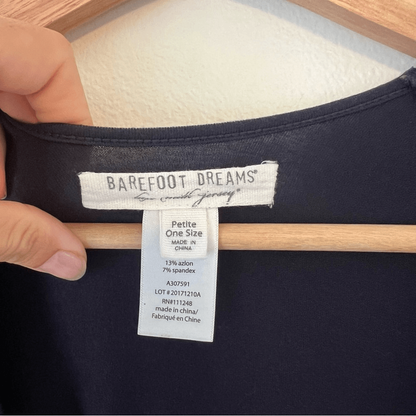 BAREFOOT DREAMS®
jersey®
Petite
One Size
MADE IN
CHINA
13% azlon
7% spandex
A307591
LOT # 20171210A
RN#111248
made in china/
Fabriqué en Chine